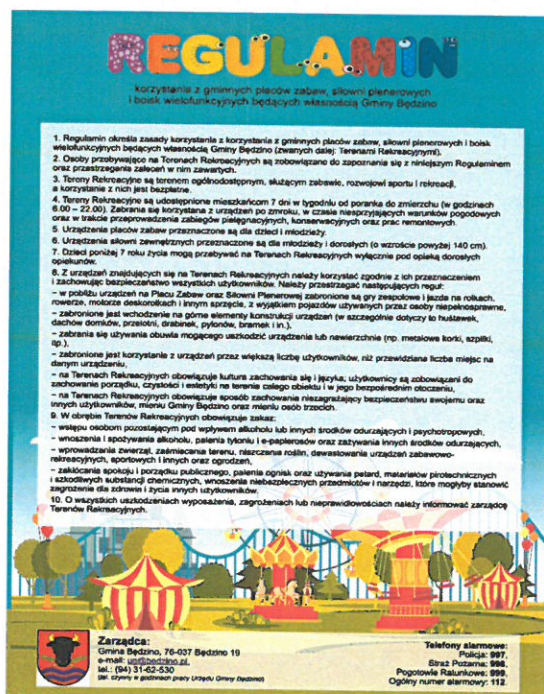 REGULAMIN
korzystania z gminnych placów zabaw, siłowni plenerowych
i boisk wielofunkcyjnych będących własnością Gminy Będzino
1. Regulamin określa zasady korzystania z korzystania z gminnych placów zabaw, siłowni plenerowych i boisk
wielofunkcyjnych będących własnością Gminy Będzino (zwanych dalej: Terenami Rekreacyjnymi).
2. Osoby przebywające na Terenach Rekreacyjnych są zobowiązane do zapoznania się z niniejszym Regulaminem
oraz przestrzegania zaleceń w nim zawartych.
3. Tereny Rekreacyjne są terenem ogólnodostępnym, służącym zabawie, rozwojowi sportu i rekreacji,
a korzystanie z nich jest bezpłatne.
4. Tereny Rekreacyjne są udostępnione mieszkańcom 7 dni w tygodniu od poranka do zmierzchu (w godzinach
6.00 – 22.00). Zabrania się korzystana z urządzeń po zmroku, w czasie niesprzyjających warunków pogodowych
oraz w trakcie przeprowadzenia zabiegów pielęgnacyjnych, konserwacyjnych oraz prac remontowych.
5. Urządzenia placów zabaw przeznaczone są dla dzieci i młodzieży.
6. Urządzenia siłowni zewnętrznych przeznaczone są dla młodzieży i dorosłych (o wzroście powyżej 140 cm).
7. Dzieci poniżej 7 roku życia mogą przebywać na Terenach Rekreacyjnych wyłącznie pod opieką dorosłych
opiekunów.
8. Z urządzeń znajdujących się na Terenach Rekreacyjnych należy korzystać zgodnie z ich przeznaczeniem
i zachowując bezpieczeństwo wszystkich użytkowników. Należy przestrzegać następujących reguł:
– w pobliżu urządzeń na Placu Zabaw oraz Siłowni Plenerowej zabronione są gry zespołowe i jazda na rolkach,
rowerze, motorze deskorolkach i innym sprzęcie, z wyjątkiem pojazdów używanych przez osoby niepełnosprawne,
– zabronione jest wchodzenie na górne elementy konstrukcji urządzeń (w szczególnie dotyczy to huśtawek,
dachów domków, przelotni, drabinek, pylonów, bramek i in.),
– zabrania się używania obuwia mogącego uszkodzić urządzenia lub nawierzchnie (np. metalowe korki, szpilki,
itp.),
– zabronione jest korzystanie z urządzeń przez większą liczbę użytkowników, niż przewidziana liczba miejsc na
danym urządzeniu,
– na Terenach Rekreacyjnych obowiązuje kultura zachowania się i języka; użytkownicy są zobowiązani do
zachowania porządku, czystości i estetyki na terenie całego obiektu i w jego bezpośrednim otoczeniu,
– na Terenach Rekreacyjnych obowiązuje sposób zachowania niezagrażający bezpieczeństwu swojemu oraz
innych użytkowników, mieniu Gminy Będzino oraz mieniu osób trzecich.
9. W obrębie Terenów Rekreacyjnych obowiązuje zakaz:
- wstępu osobom pozostającym pod wpływem alkoholu lub innych środków odurzających i psychotropowych,
– wnoszenia i spożywania alkoholu, palenia tytoniu i e-papierosów oraz zażywania innych środków odurzających,
– wprowadzania zwierząt, zaśmiecania terenu, niszczenia roślin, dewastowania urządzeń zabawowo-
rekreacyjnych, sportowych i innych oraz ogrodzeń,
– zakłócania spokoju i porządku publicznego, palenia ognisk oraz używania petard, materiałów pirotechnicznych
i szkodliwych substancji chemicznych, wnoszenia niebezpiecznych przedmiotów i narzędzi, które mogłyby stanowić
zagrożenie dla zdrowia i życia innych użytkowników.
10. O wszystkich uszkodzeniach wyposażenia, zagrożeniach lub nieprawidłowościach należy informować zarządcę
Terenów Rekreacyjnych.
Zarządca:
Gmina Będzino, 76-037 Będzino 19
e-mail: ug@bedzino.pl,
tel.: (94) 31-62-530
(tel. czynny w godzinach pracy Urzędu Gminy Będzino)
Telefony alarmowe:
Policja: 997,
Straż Pożarna: 998,
Pogotowie Ratunkowe: 999,
Ogólny numer alarmowy: 112.